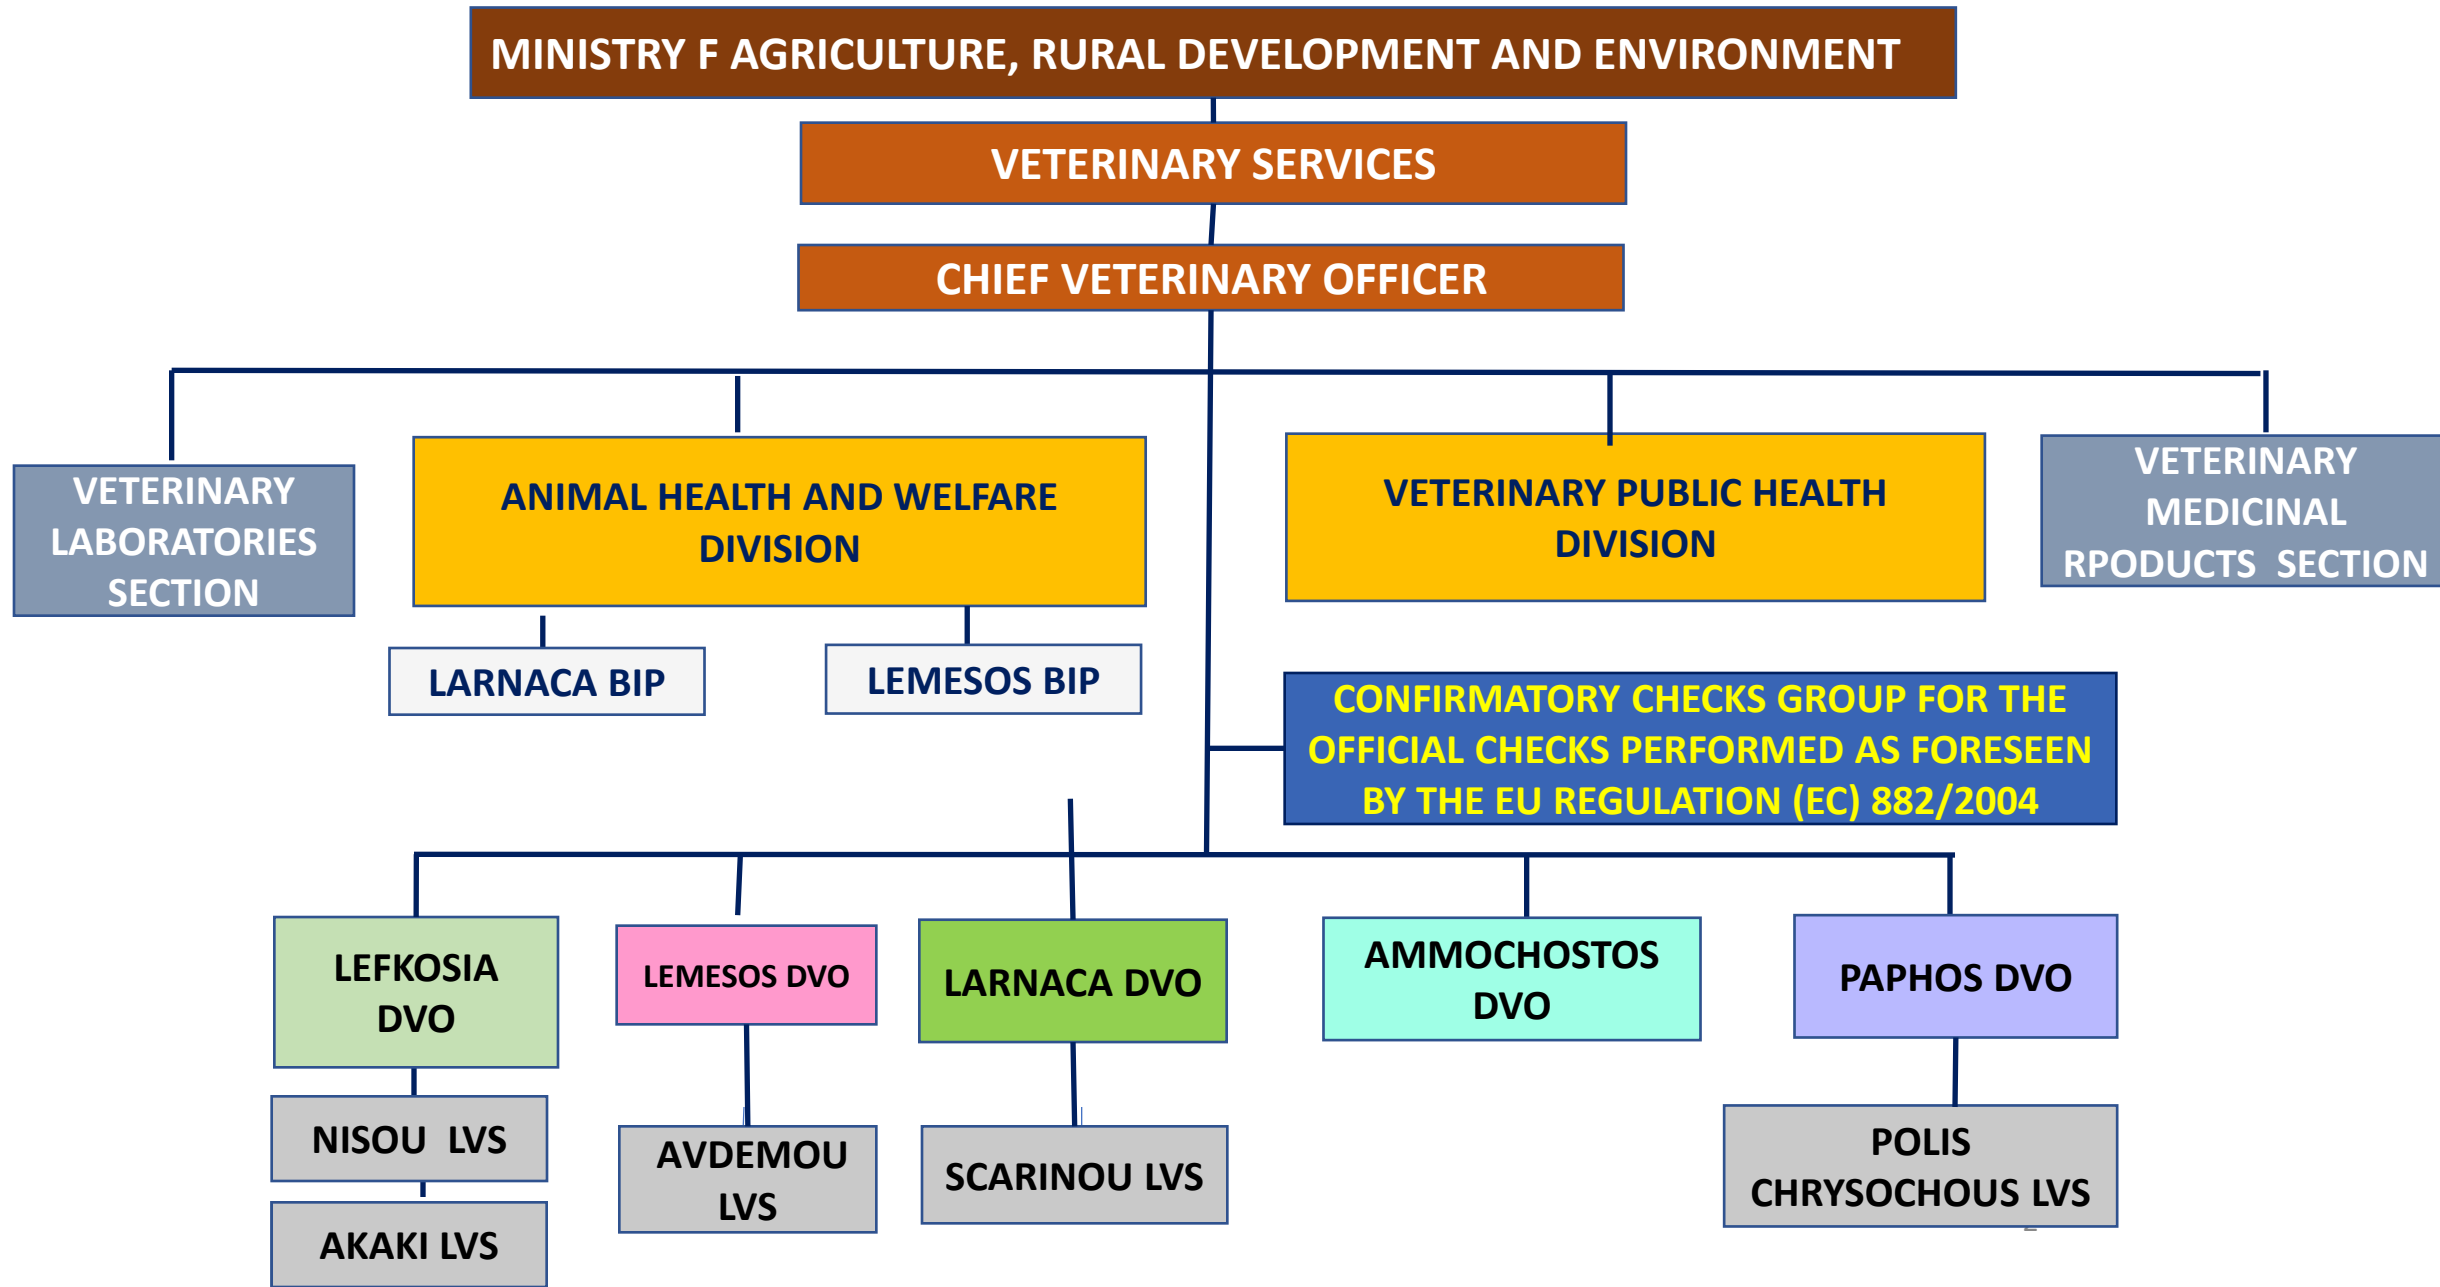 MINISTRY F AGRICULTURE, RURAL DEVELOPMENT AND ENVIRONMENT
VETERINARY SERVICES
CHIEF VETERINARY OFFICER
VETERINARY
LABORATORIES
SECTION
ANIMAL HEALTH AND WELFARE
DIVISION
VETERINARY PUBLIC HEALTH
DIVISION
VETERINARY
MEDICINAL
RPODUCTS SECTION
LARNACA BIP
LEMESOS BIP
CONFIRMATORY CHECKS GROUP FOR THE
OFFICIAL CHECKS PERFORMED AS FORESEEN
BY THE EU REGULATION (EC) 882/2004
LEFKOSIA
DVO
LEMESOS DVO
LARNACA DVO
AMMOCHOSTOS
DVO
PAPHOS DVO
NISOU LVS
AKAKI LVS
AVDEMOU
LVS
SCARINOU LVS
POLIS
CHRYSOCHOUS LVS